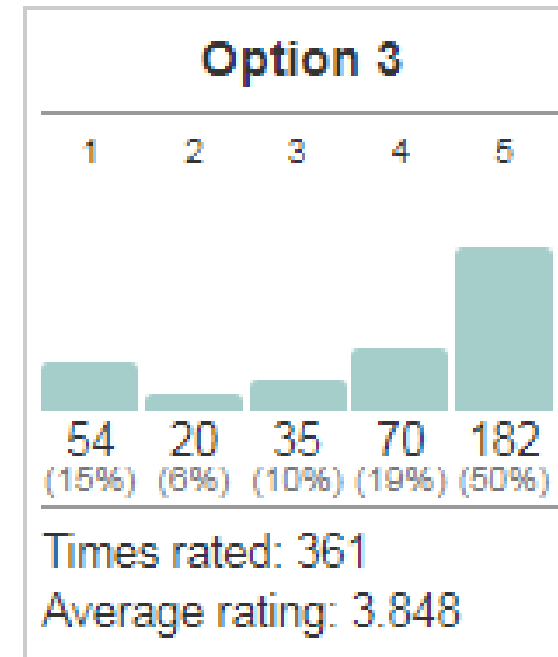 Option 3
1 2 3 4 5
54 20 35 70 182
(15%) (6%) (10%) (19%) (50%)
Times rated: 361
Average rating: 3.848